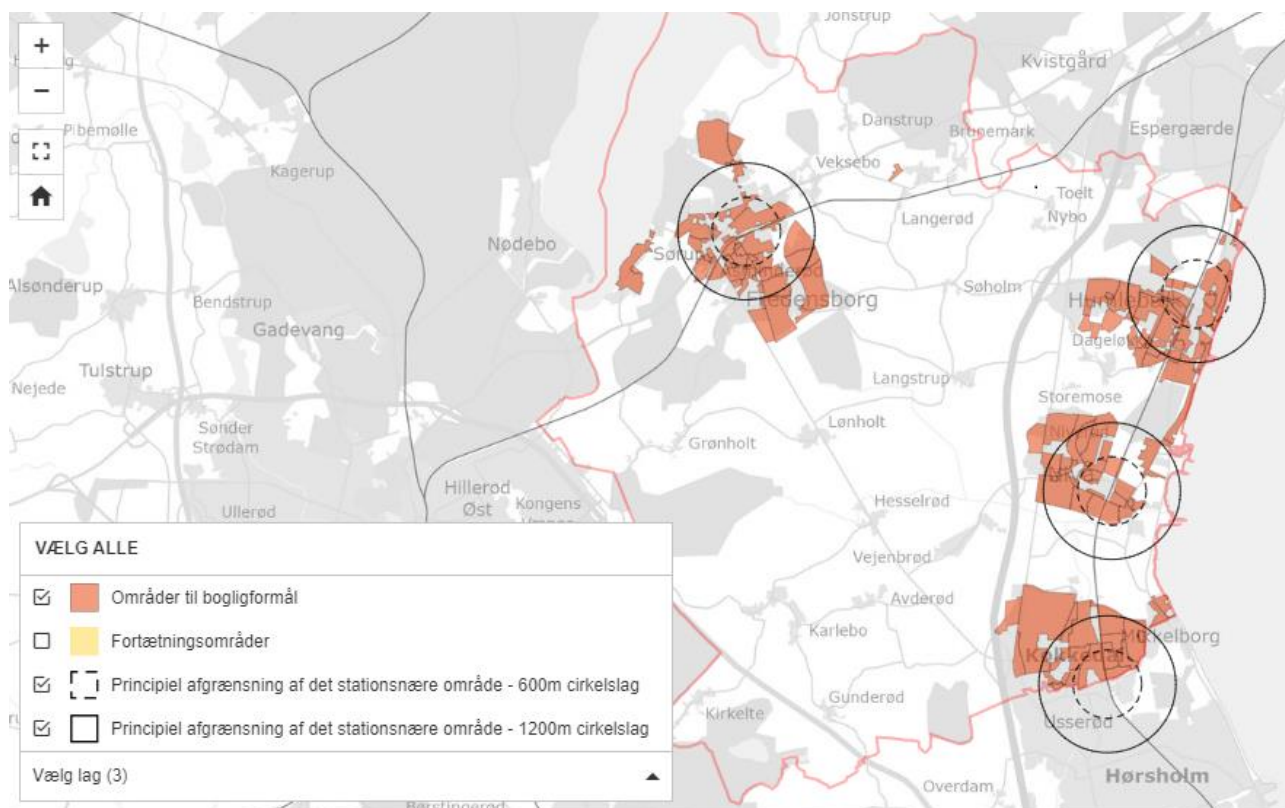 Jonstrup
+
Kvistgård
−
Pibemølle
Danstrup
Brunemark
Espergærde
Kagerup
Veksebo
Toelt
Nybo
Langerød
Nødebo
Alsønderup
Bendstrup
Søholm
Fredensborg
Gadevang
Dageløkke
Tulstrup
Nejede
Langstrup
Storemose
Sønder
Strødam
Lønholt
Grønholt
Hillerød
Øst
Kongens
Hesselrød
Ullerød
Vejenbrød
VÆLG ALLE
Avderød
Områder til bogligformål
Karlebo
Mikkelborg
Kokkedal
Fortætningsområder
Principiel afgrænsning af det stationsnære område - 600m cirkelslag
Gunderød
Kirkelte
Usserød
Principiel afgrænsning af det stationsnære område - 1200m cirkelslag
Vælg lag (3)
Hørsholm
Overdam